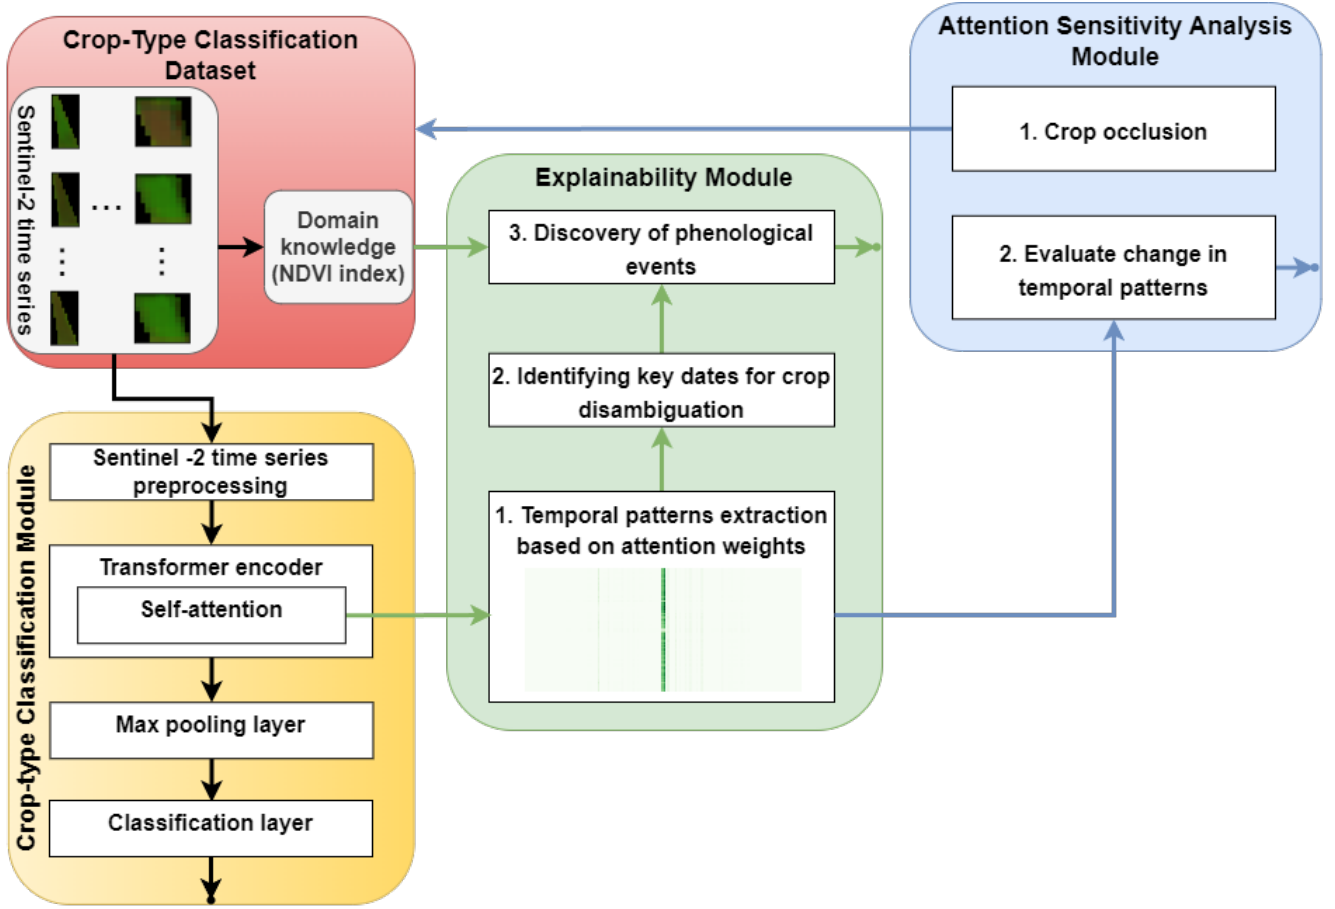 Crop-Type Classification
Dataset
Sentinel-2 time series
Domain
knowledge
(NDVI index)
Crop-type Classification Module
Sentinel -2 time series
preprocessing
Transformer encoder
Self-attention
Max pooling layer
Classification layer
Explainability Module
3. Discovery of phenological
events
2. Identifying key dates for crop
disambiguation
1. Temporal patterns extraction
based on attention weights
Attention Sensitivity Analysis
Module
1. Crop occlusion
2. Evaluate change in
temporal patterns